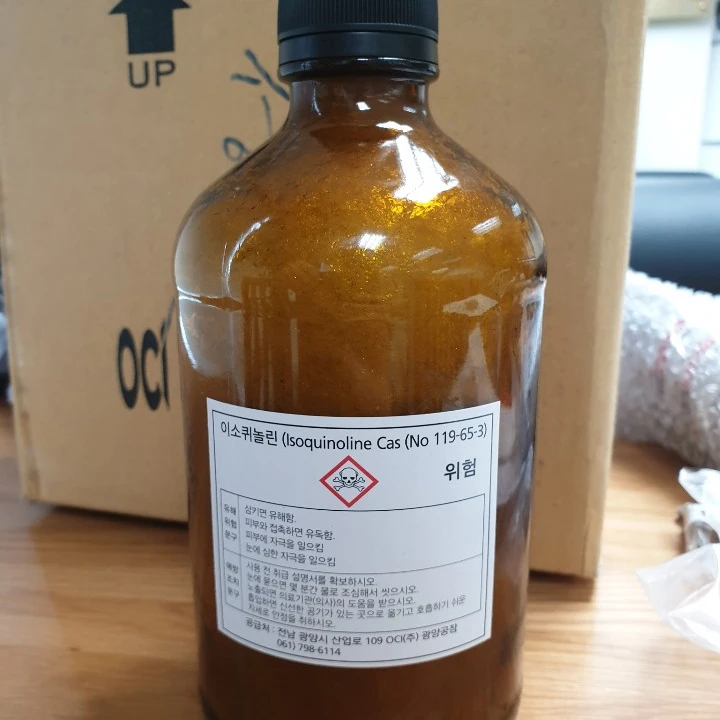 UP
OCI
이소퀴놀린 (Isoquinoline Cas (No 119-65-3)
위험
유해
위험
문구
삼키면 유해함.
피부와 접촉하면 유독함.
피부에 자극을 일으킴
눈에 심한 자극을 일으킴
예방
조치
문구
사용 전 취급 설명서를 확보하시오.
눈에 묻으면 몇 분간 물로 조심해서 씻으시오.
노출되면 의료기관(의사)의 도움을 받으시오.
흡입하면 신선한 공기가 있는 곳으로 옮기고 호흡하기 쉬운
자세로 안정을 취하시오.
공급처 : 전남 광양시 산업로 109 OCI(주) 광양공장
061) 798-6114